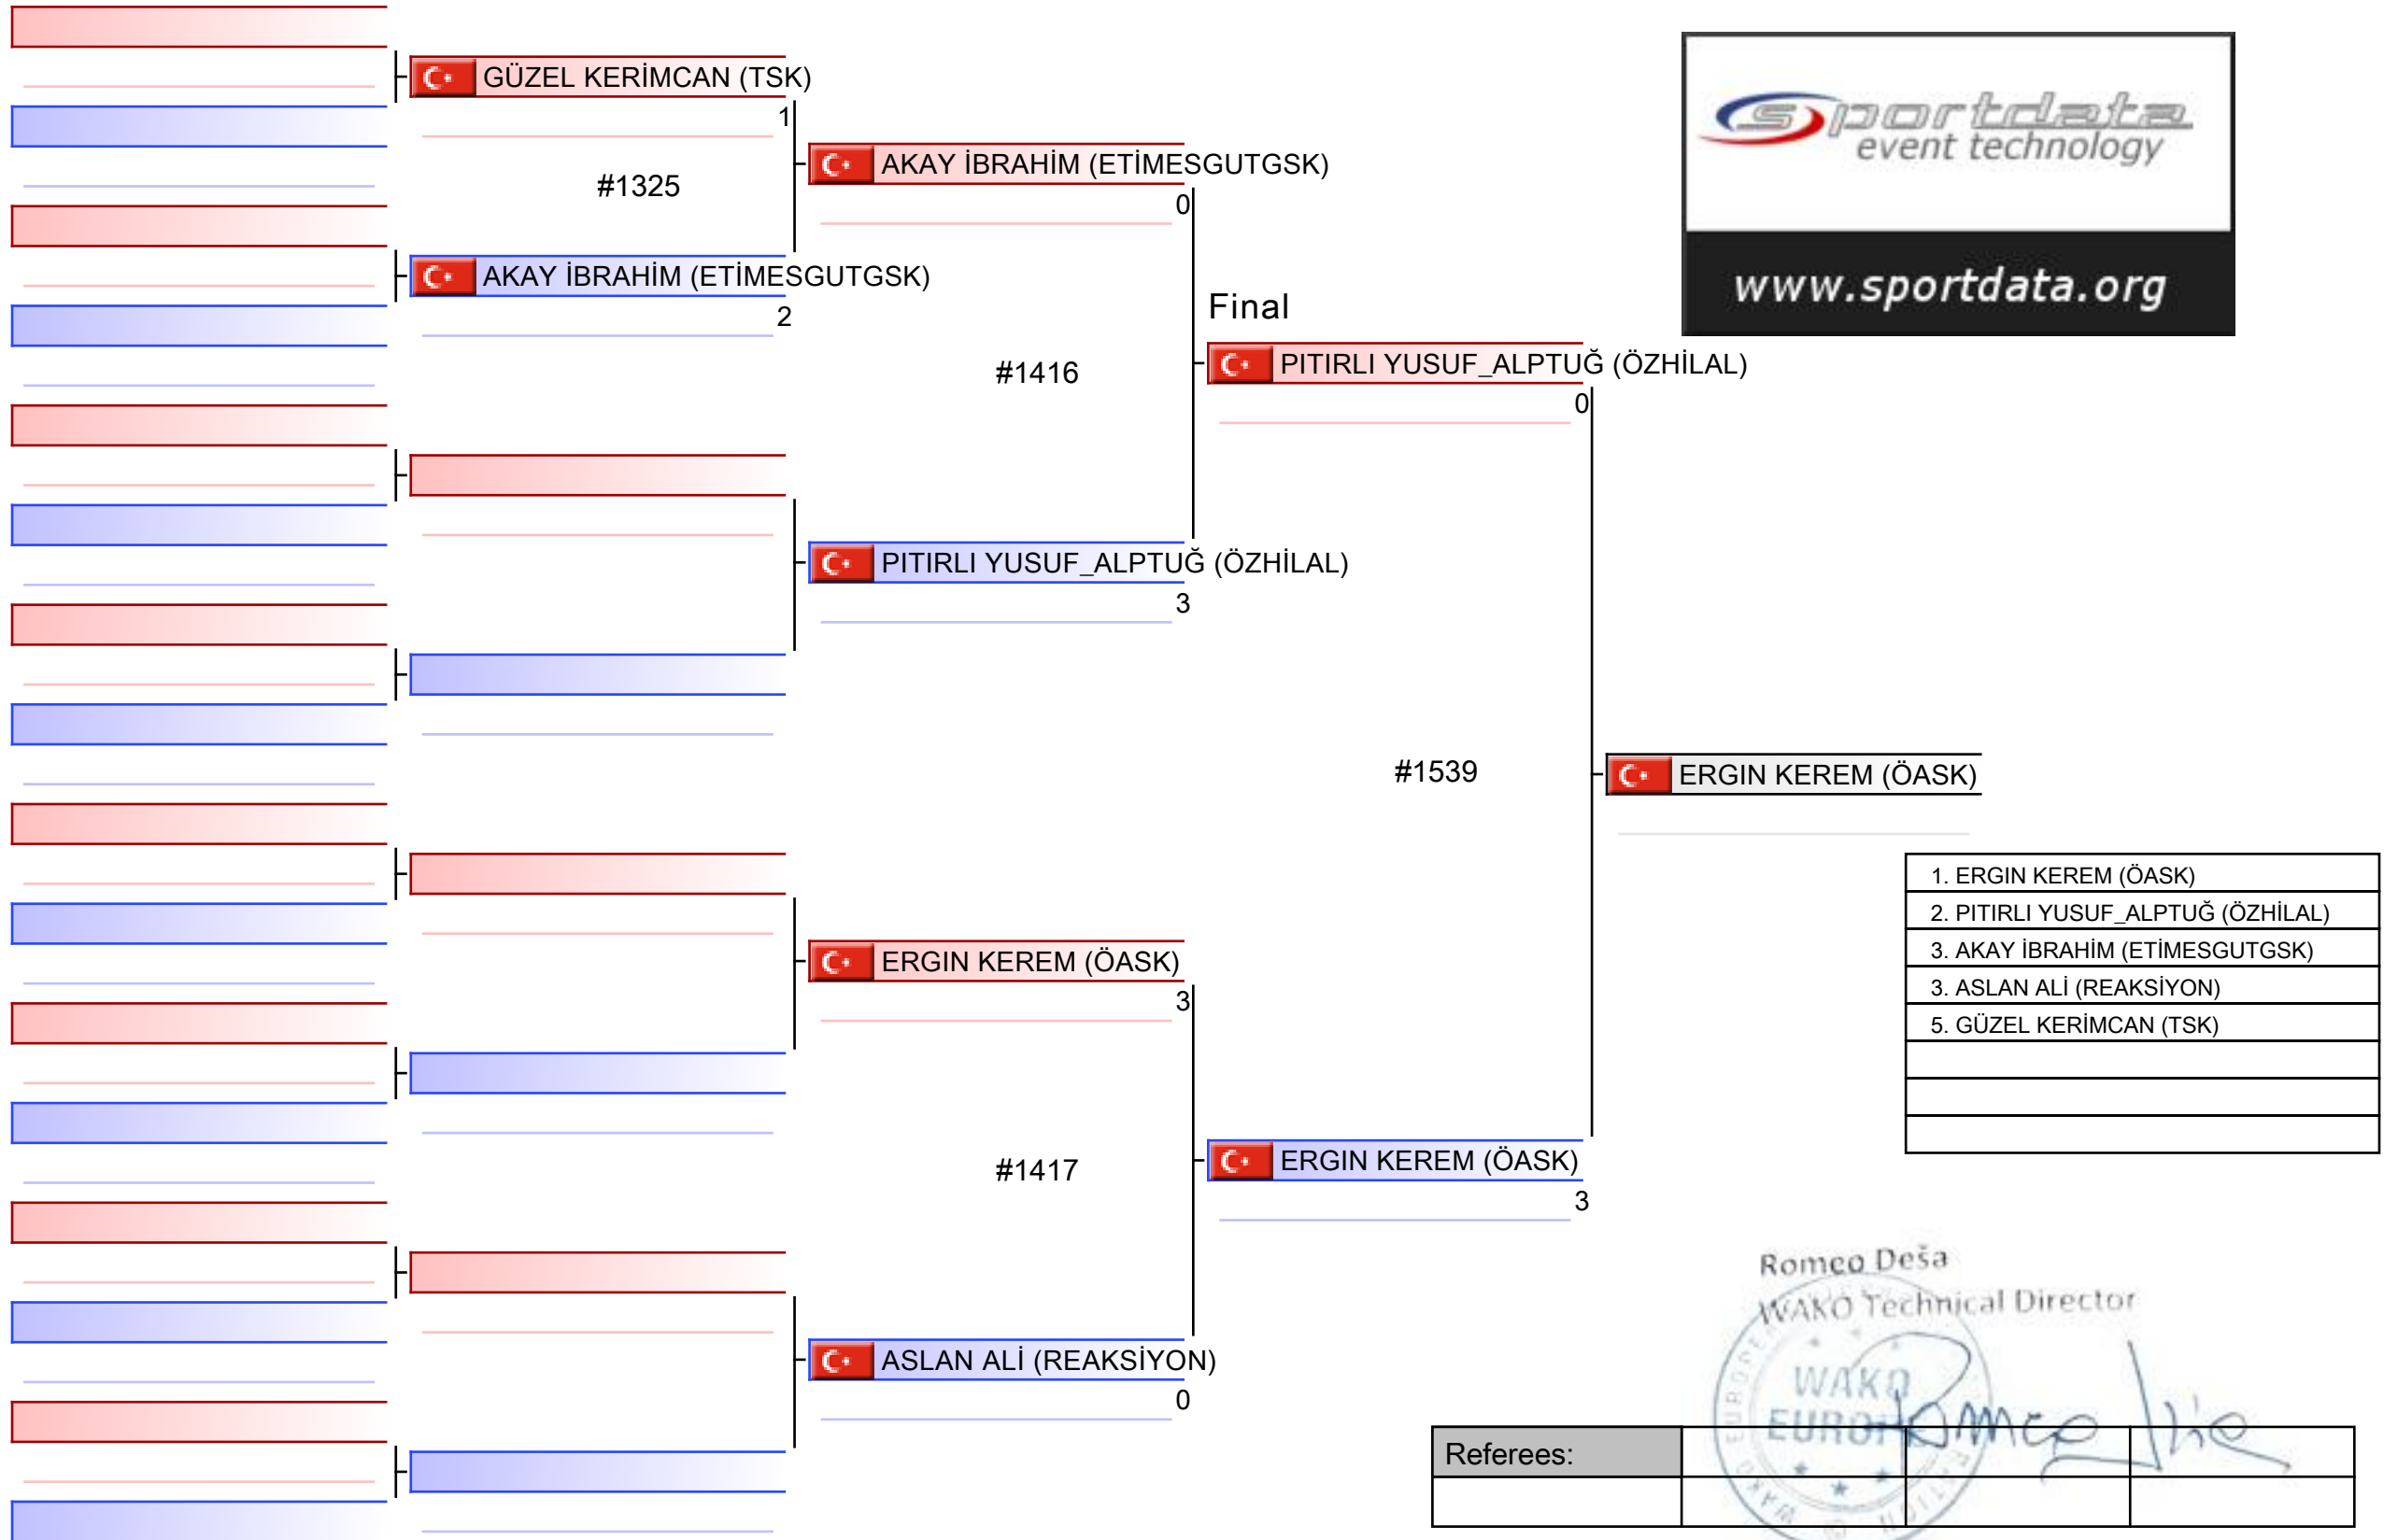 GÜZEL KERİMCAN (TSK)
1
#1325
AKAY İBRAHİM (ETİMESGUTGSK)
2
AKAY İBRAHİM (ETİMESGUTGSK)
0
#1416
PITIRLI YUSUF_ALPTUĞ (ÖZHİLAL)
3
ERGIN KEREM (ÖASK)
3
#1417
ASLAN ALİ (REAKSİYON)
0
Final
PITIRLI YUSUF_ALPTUĞ (ÖZHİLAL)
0
#1539
ERGIN KEREM (ÖASK)
3
ERGIN KEREM (ÖASK)
sportdata
event technology
www.sportdata.org
1. ERGIN KEREM (ÖASK)
2. PITIRLI YUSUF_ALPTUĞ (ÖZHİLAL)
3. AKAY İBRAHİM (ETİMESGUTGSK)
3. ASLAN ALİ (REAKSİYON)
5. GÜZEL KERİMCAN (TSK)
Romeo Deša
WAKO Technical Director
WAKO
EUROPE
Referees: